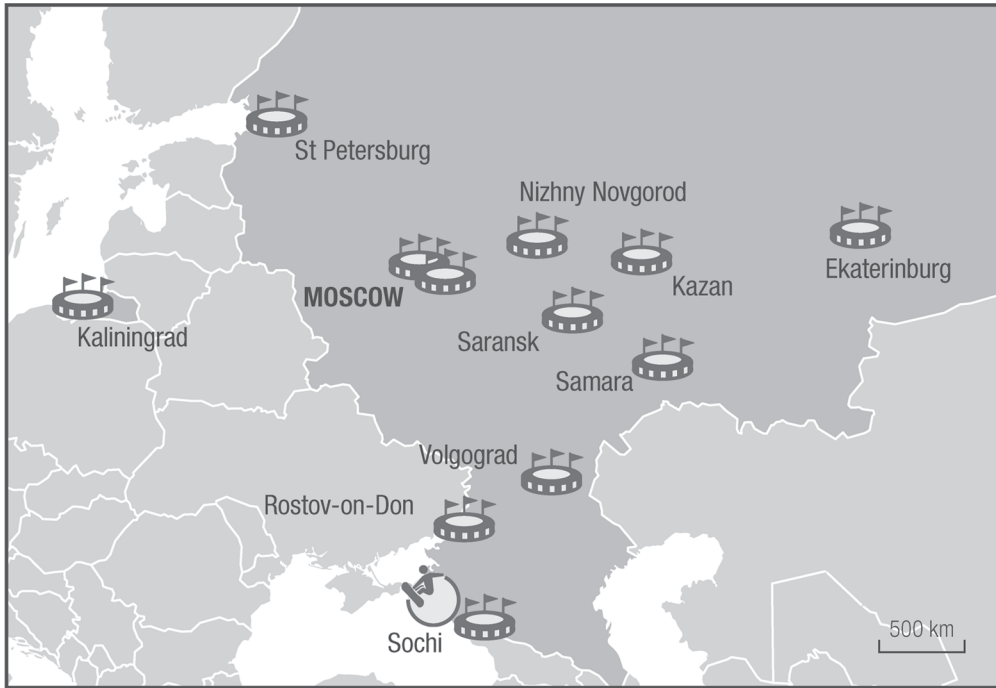 St Petersburg
Nizhny Novgorod
Ekaterinburg
Kazan
MOSCOW
Kaliningrad
Saransk
Samara
Volgograd
Rostov-on-Don
Sochi
500 km